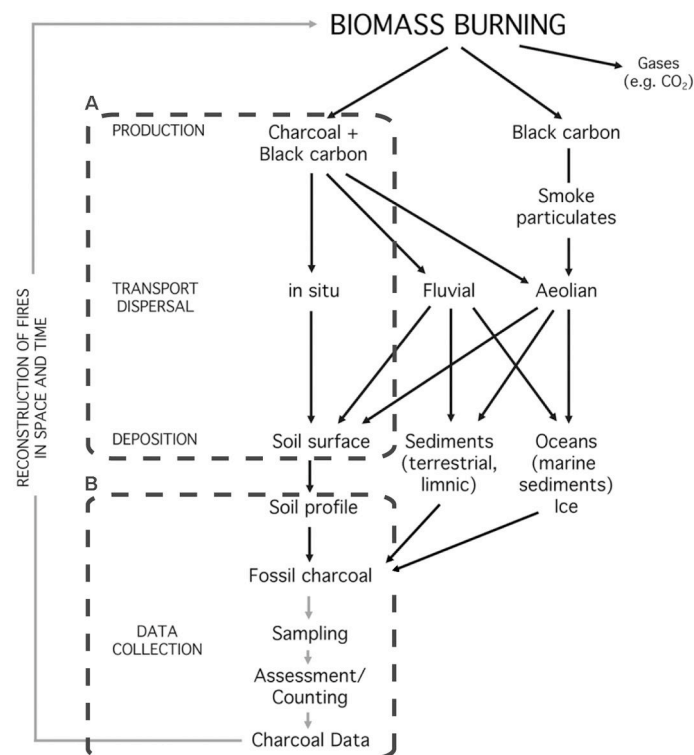 BIOMASS BURNING
Gases
(e.g. CO₂)
A
PRODUCTION
Charcoal +
Black carbon
Black carbon
Smoke
particulates
TRANSPORT
DISPERSAL
in situ
Fluvial
Aeolian
RECONSTRUCTION OF FIRES
IN SPACE AND TIME
DEPOSITION
Soil surface
Sediments
(terrestrial,
limnic)
Oceans
(marine
sediments)
Ice
B
Soil profile
Fossil charcoal
DATA
COLLECTION
Sampling
Assessment/
Counting
Charcoal Data